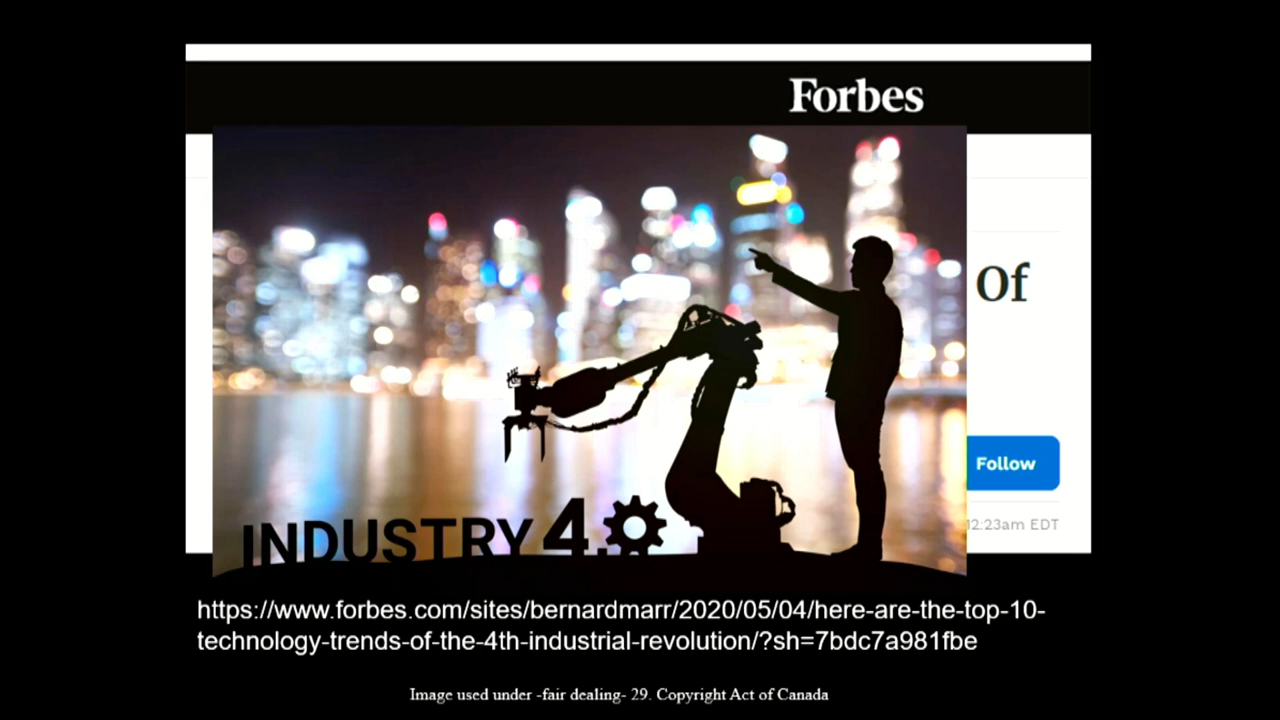 Forbes
Of
Follow
12:23am EDT
INDUSTRY 4.0
https://www.forbes.com/sites/bernardmarr/2020/05/04/here-are-the-top-10-
technology-trends-of-the-4th-industrial-revolution/?sh=7bdc7a981fbe
Image used under -fair dealing- 29. Copyright Act of Canada